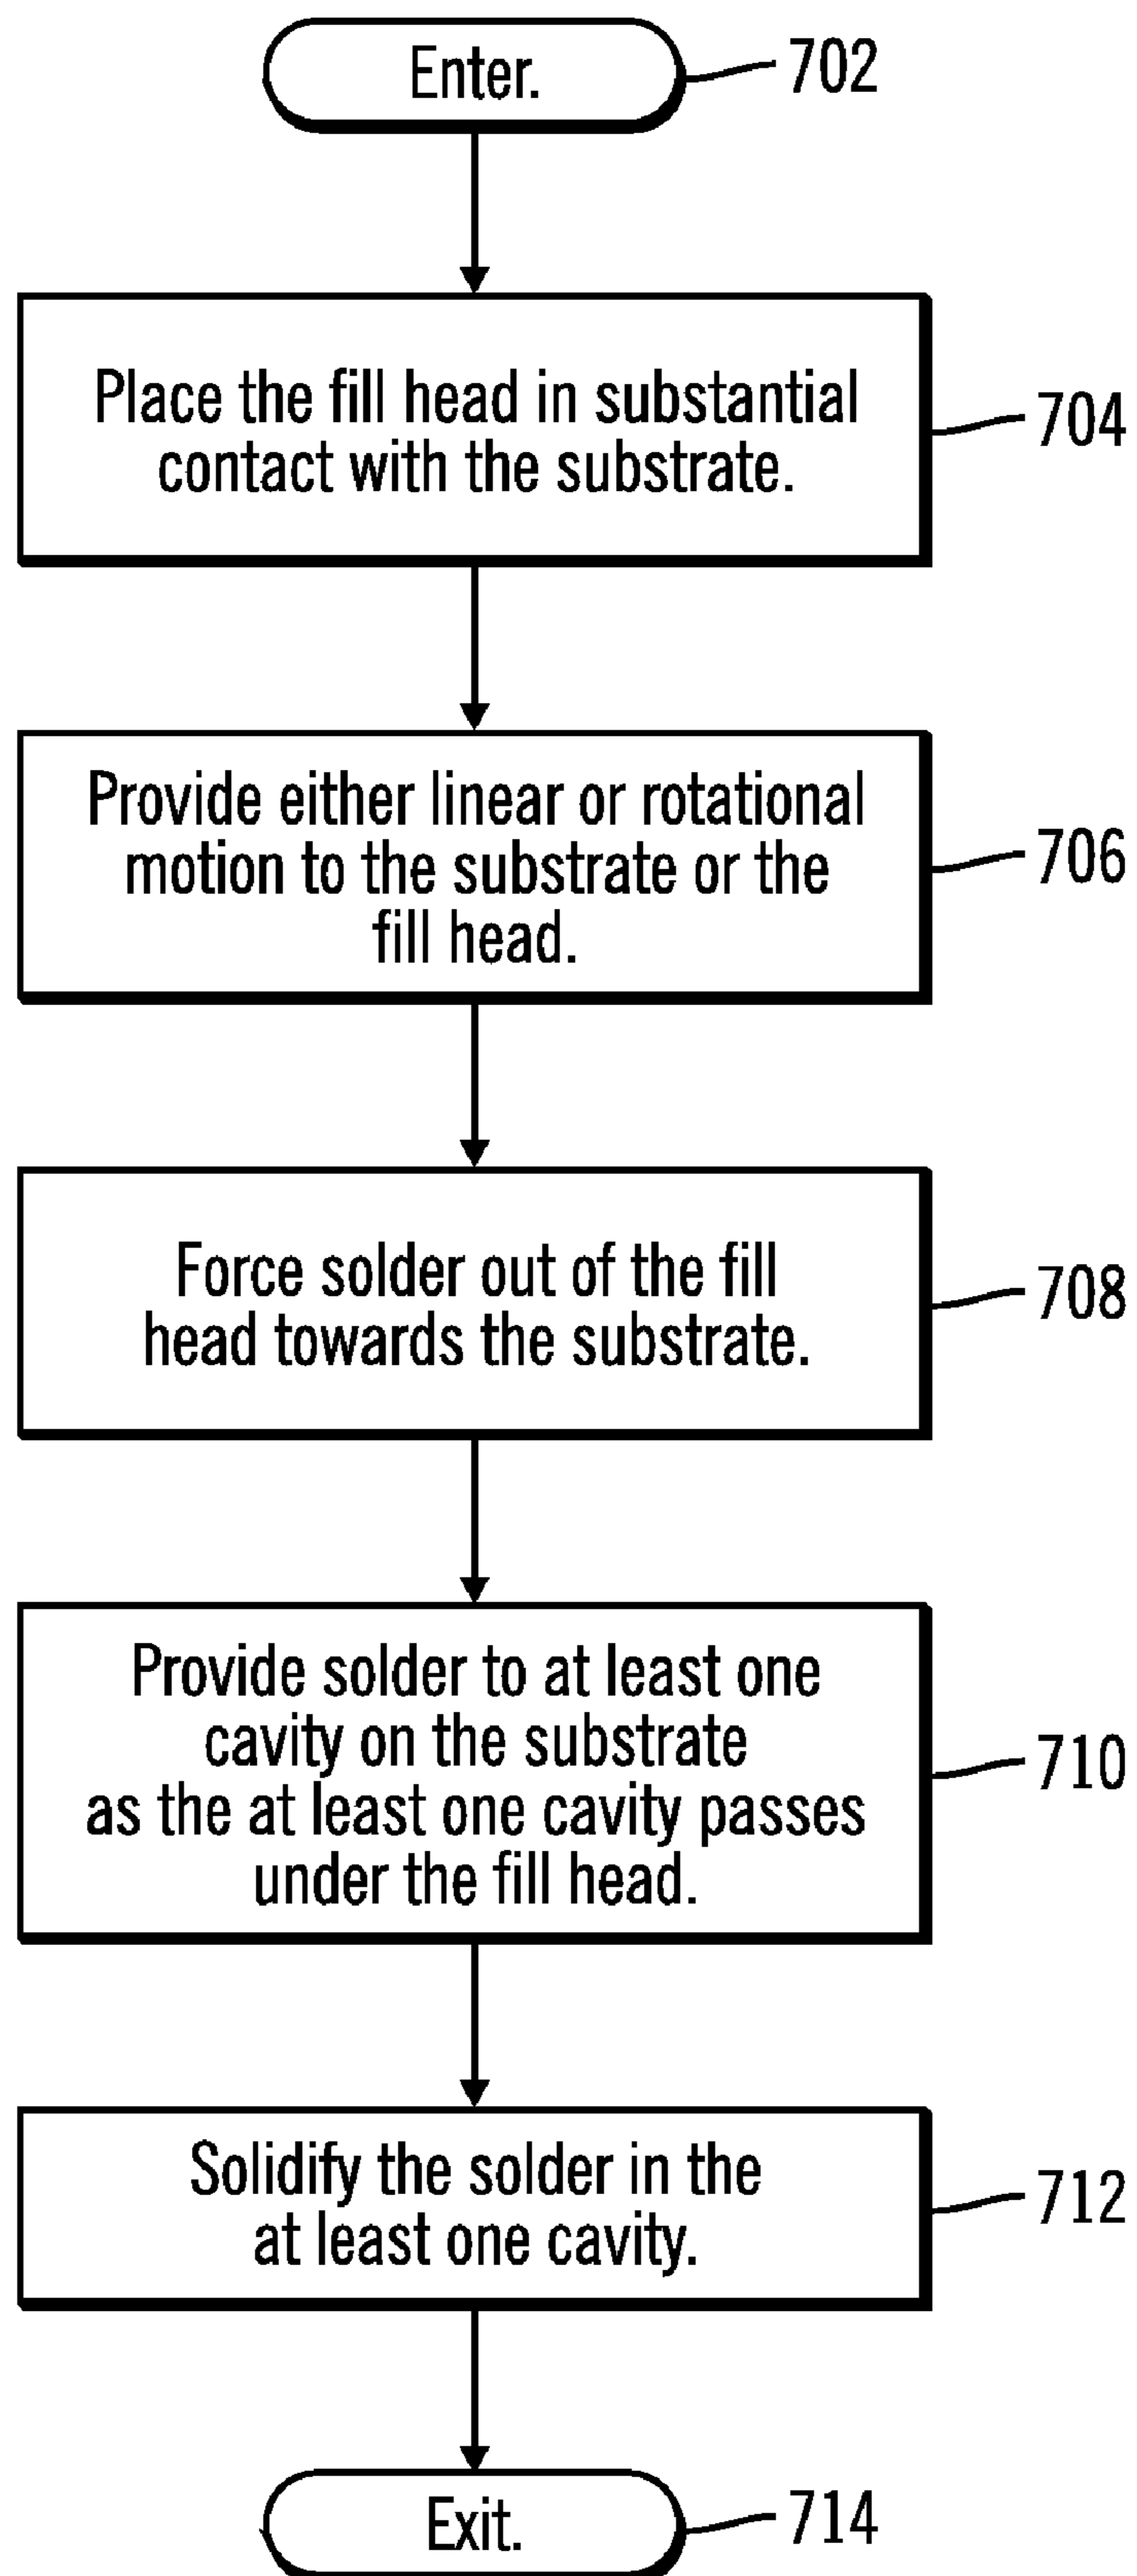 Enter.
702
Place the fill head in substantial
contact with the substrate.
704
Provide either linear or rotational
motion to the substrate or the
fill head.
706
Force solder out of the fill
head towards the substrate.
708
Provide solder to at least one
cavity on the substrate
as the at least one cavity passes
under the fill head.
710
Solidify the solder in the
at least one cavity.
712
Exit.
714